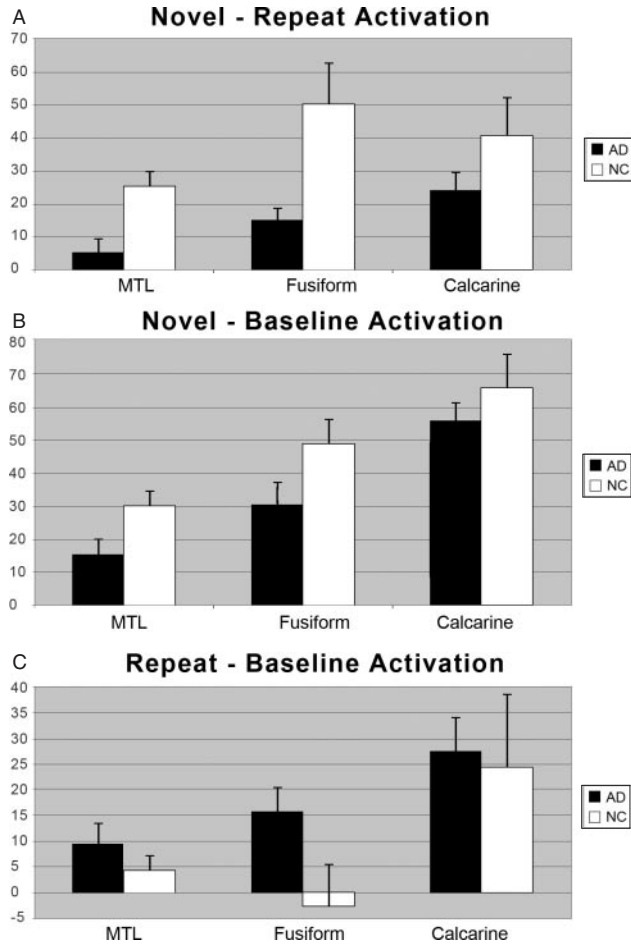 A
Novel - Repeat Activation
70
60
50
40
30
20
10
0
MTL Fusiform Calcarine
AD
NC
B
Novel - Baseline Activation
80
70
60
50
40
30
20
10
0
MTL Fusiform Calcarine
AD
NC
C
Repeat - Baseline Activation
40
35
30
25
20
15
10
5
0
-5
MTL Fusiform Calcarine
AD
NC